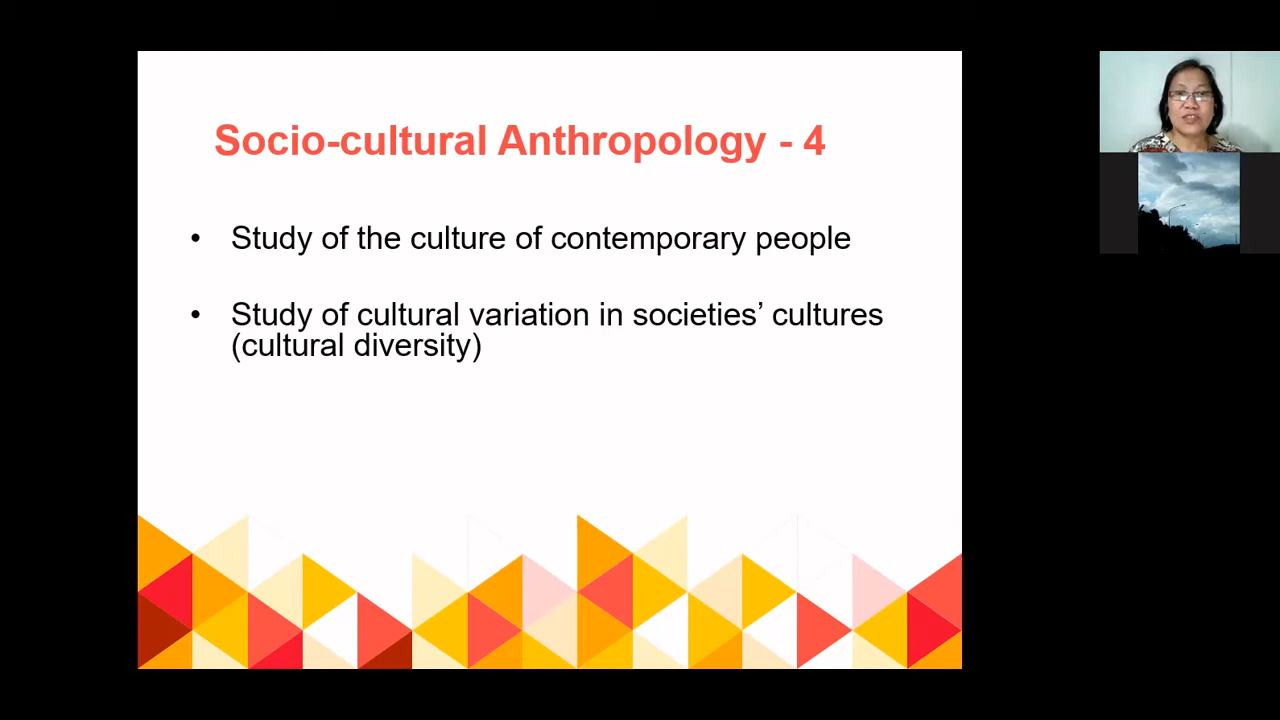 Socio-cultural Anthropology - 4
• Study of the culture of contemporary people
• Study of cultural variation in societies’ cultures
(cultural diversity)